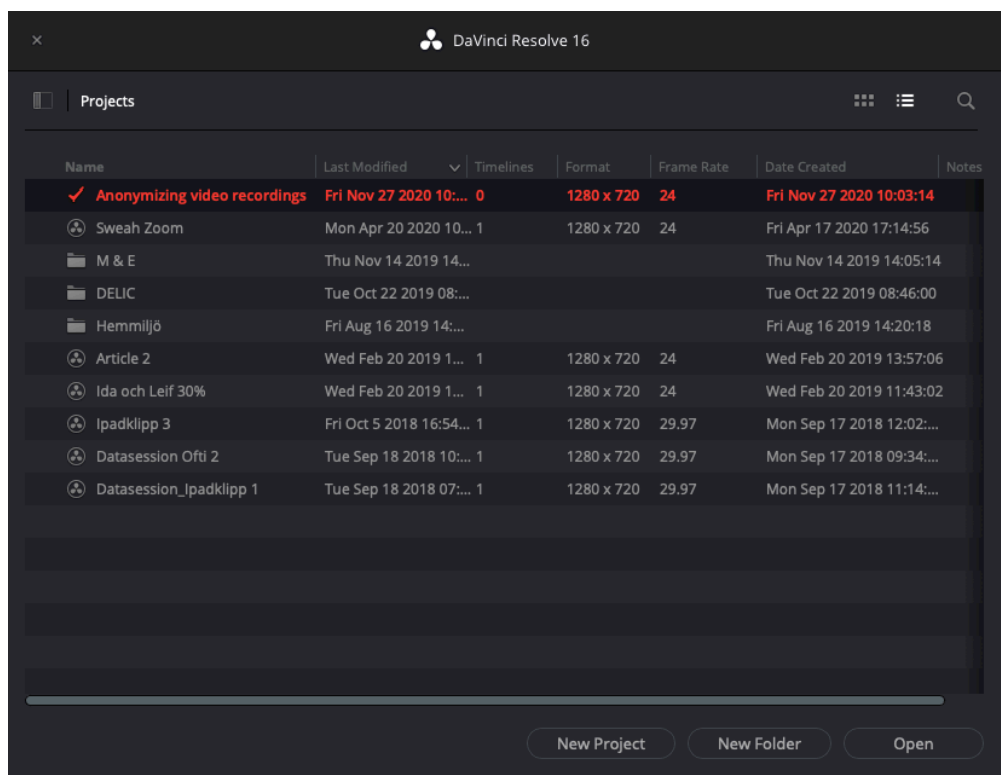 DaVinci Resolve 16
Projects
Name Last Modified Timelines Format Frame Rate Date Created Notes
Anonymizing video recordings Fri Nov 27 2020 10:... 0 1280 x 720 24 Fri Nov 27 2020 10:03:14
Sweah Zoom Mon Apr 20 2020 10... 1 1280 x 720 24 Fri Apr 17 2020 17:14:56
M & E Thu Nov 14 2019 14... Thu Nov 14 2019 14:05:14
DELIC Tue Oct 22 2019 08:... Tue Oct 22 2019 08:46:00
Hemmiljö Fri Aug 16 2019 14:... Fri Aug 16 2019 14:20:18
Article 2 Wed Feb 20 2019 1... 1 1280 x 720 24 Wed Feb 20 2019 13:57:06
Ida och Leif 30% Wed Feb 20 2019 1... 1 1280 x 720 24 Wed Feb 20 2019 11:43:02
Ipadklipp 3 Fri Oct 5 2018 16:54... 1 1280 x 720 29.97 Mon Sep 17 2018 12:02:...
Datasession Ofti 2 Tue Sep 18 2018 10:... 1 1280 x 720 29.97 Mon Sep 17 2018 09:34:...
Datasession_Ipadklipp 1 Tue Sep 18 2018 07:... 1 1280 x 720 29.97 Mon Sep 17 2018 11:14:...
New Project New Folder Open